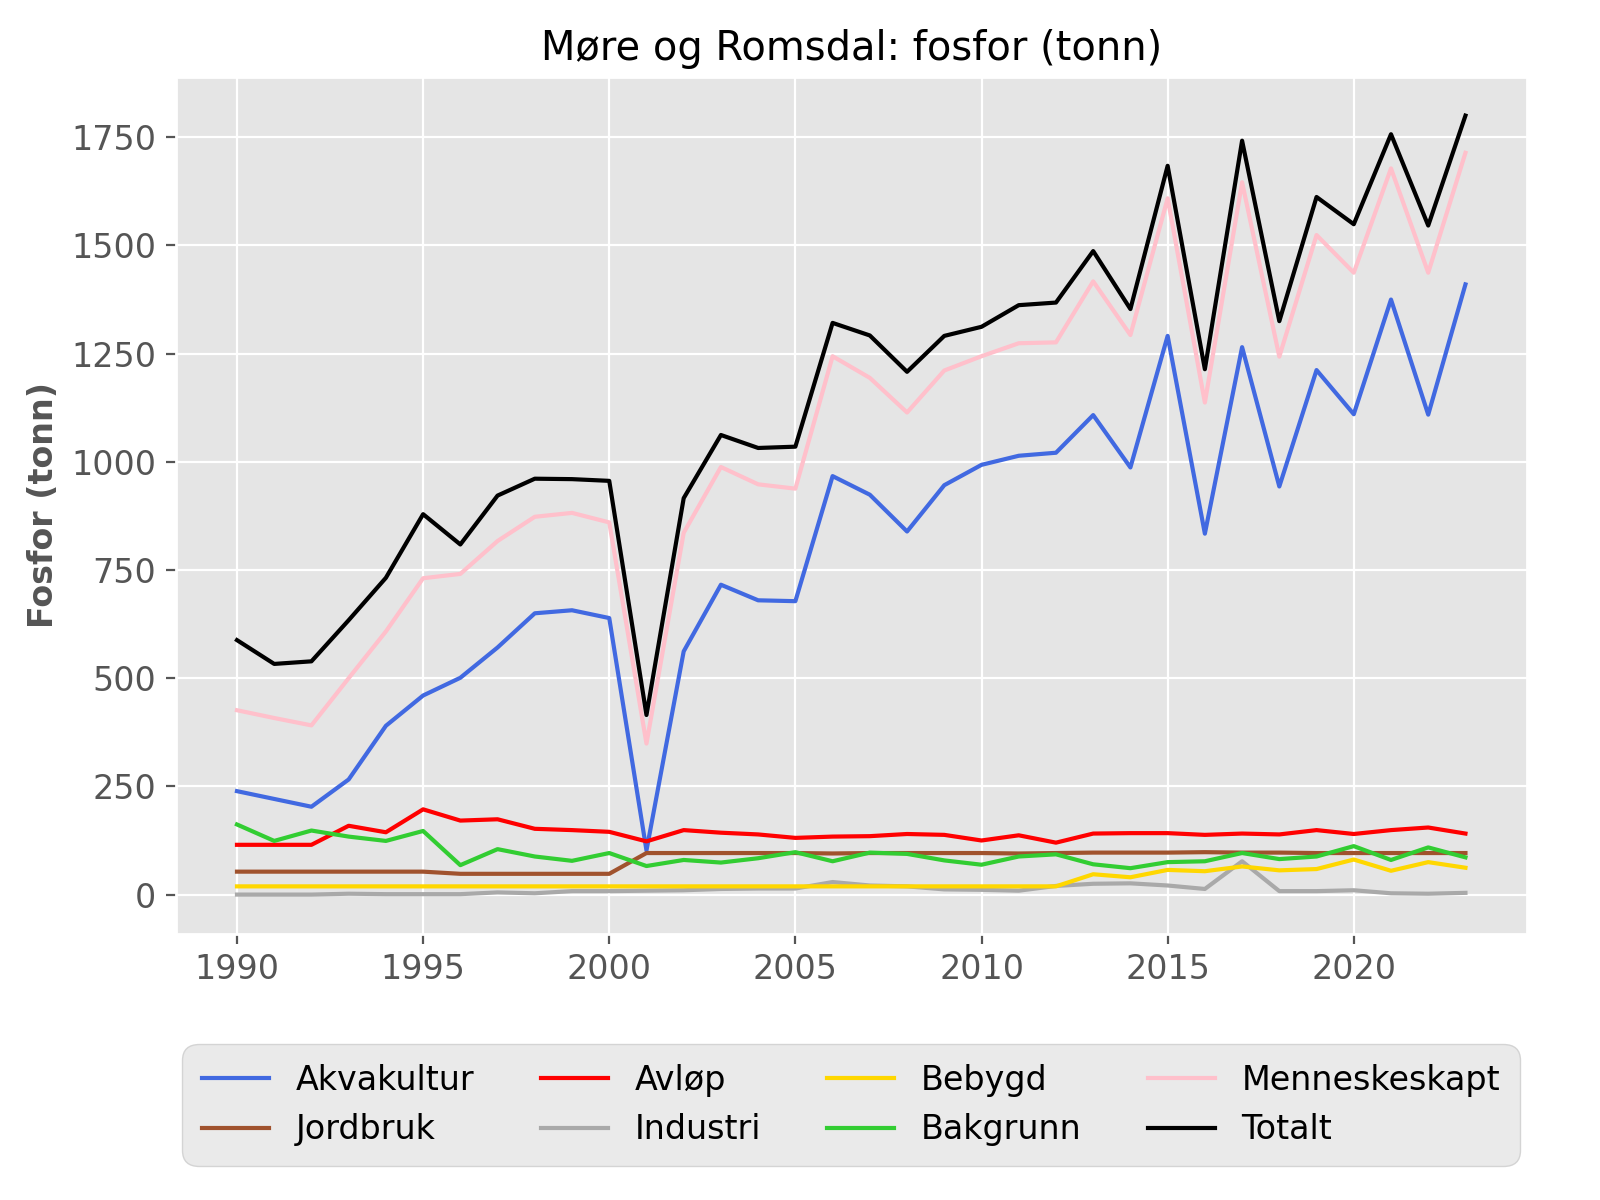 Møre og Romsdal: fosfor (tonn)
Fosfor (tonn)
1750
1500
1250
1000
750
500
250
0
1990 1995 2000 2005 2010 2015 2020
Akvakultur Avløp Bebygd Menneskeskapt
Jordbruk Industri Bakgrunn Totalt